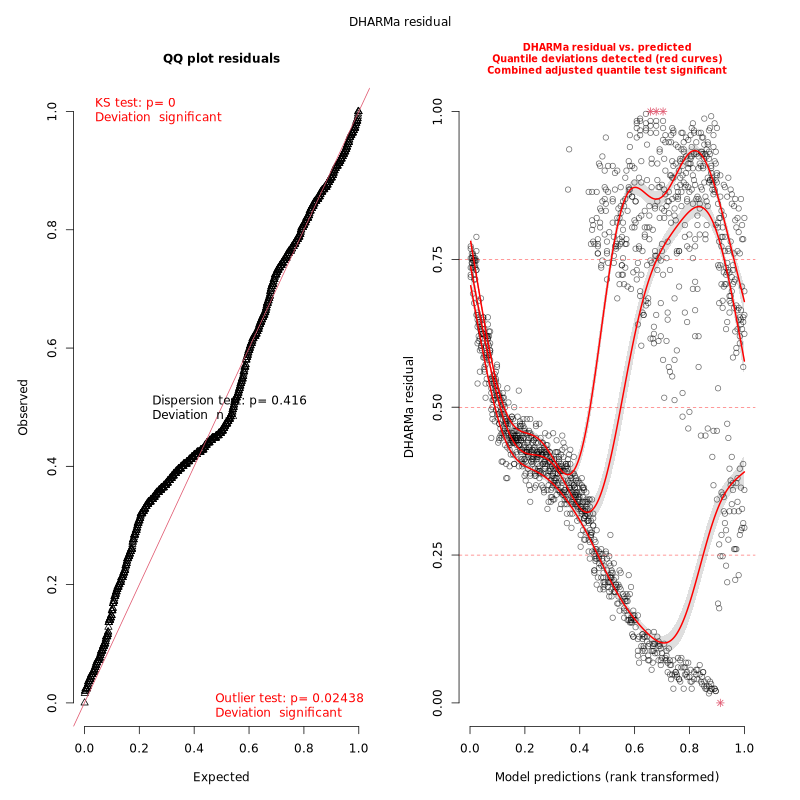 DHARMa residual
QQ plot residuals
KS test: p= 0
Deviation  significant
Dispersion test: p= 0.416
Deviation  n
Outlier test: p= 0.02438
Deviation  significant
Observed
0.0
0.2
0.4
0.6
0.8
1.0
0.0
0.2
0.4
0.6
0.8
1.0
Expected
DHARMa residual vs. predicted
Quantile deviations detected (red curves)
Combined adjusted quantile test significant
DHARMa residual
0.00
0.25
0.50
0.75
1.00
0.0
0.2
0.4
0.6
0.8
1.0
Model predictions (rank transformed)